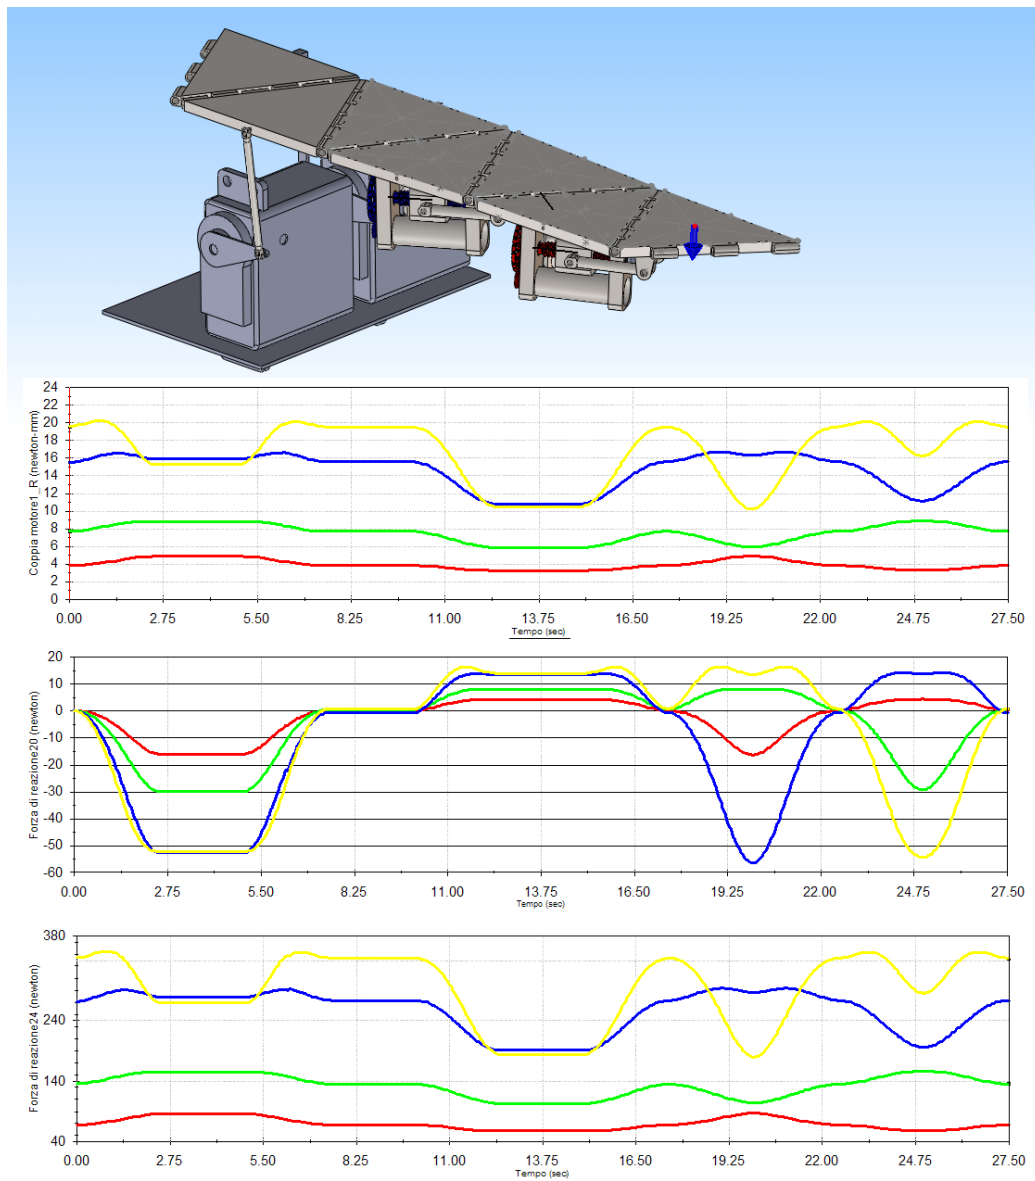 Coppia motore1_R (newton-mm)
24
22
20
18
16
14
12
10
8
6
4
2
0
0.00 2.75 5.50 8.25 11.00 13.75 16.50 19.25 22.00 24.75 27.50
Tempo (sec)
Forza di reazione20 (newton)
20
10
0
-10
-20
-30
-40
-50
-60
0.00 2.75 5.50 8.25 11.00 13.75 16.50 19.25 22.00 24.75 27.50
Tempo (sec)
Forza di reazione24 (newton)
380
240
140
40
0.00 2.75 5.50 8.25 11.00 13.75 16.50 19.25 22.00 24.75 27.50
Tempo (sec)